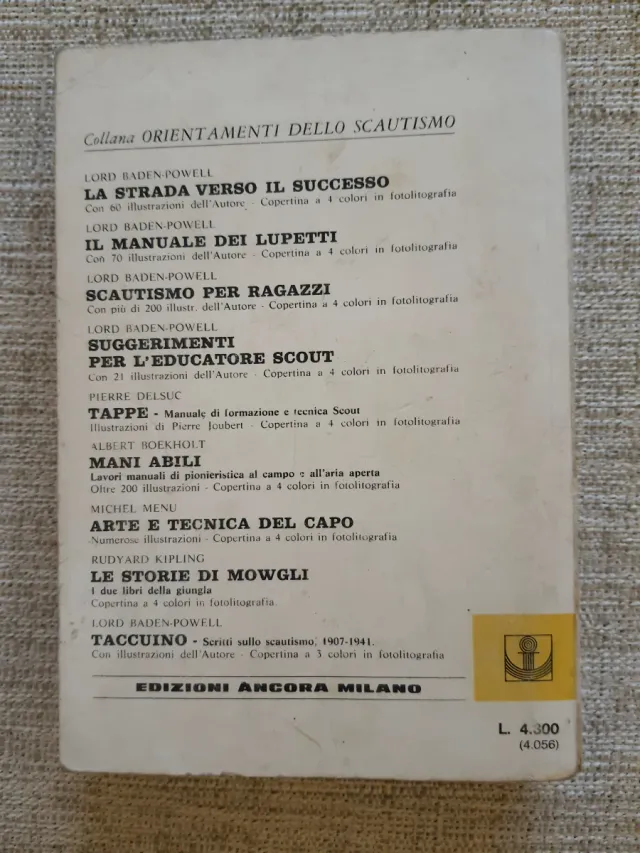 Collana ORIENTAMENTI DELLO SCAUTISMO
LORD BADEN-POWELL
LA STRADA VERSO IL SUCCESSO
Con 60 illustrazioni dell'Autore - Copertina a 4 colori in fotolitografia
LORD BADEN-POWELL
IL MANUALE DEI LUPETTI
Con 70 illustrazioni dell'Autore - Copertina a 4 colori in fotolitografia
LORD BADEN-POWELL
SCAUTISMO PER RAGAZZI
Con più di 200 illustr. dell'Autore - Copertina a 4 colori in fotolitografia
LORD BADEN-POWELL
SUGGERIMENTI
PER L'EDUCATORE SCOUT
Con 21 illustrazioni dell'Autore - Copertina a 4 colori in fotolitografia
PIERRE DELSUC
TAPPE - Manuale di formazione e tecnica Scout
Illustrazioni di Pierre Joubert - Copertina a 4 colori in fotolitografia
ALBERT BOEKHOLT
MANI ABILI
Lavori manuali di pionieristica al campo e all'aria aperta
Oltre 200 illustrazioni - Copertina a 4 colori in fotolitografia
MICHEL MENU
ARTE E TECNICA DEL CAPO
Numerose illustrazioni - Copertina a 4 colori in fotolitografia
RUDYARD KIPLING
LE STORIE DI MOWGLI
I due libri della giungla
Copertina a 4 colori in fotolitografia
LORD BADEN-POWELL
TACCUINO - Scritti sullo scautismo, 1907-1941.
Con illustrazioni dell'Autore - Copertina a 3 colori in fotolitografia
EDIZIONI ANCORA MILANO
L. 4.300
(4.056)